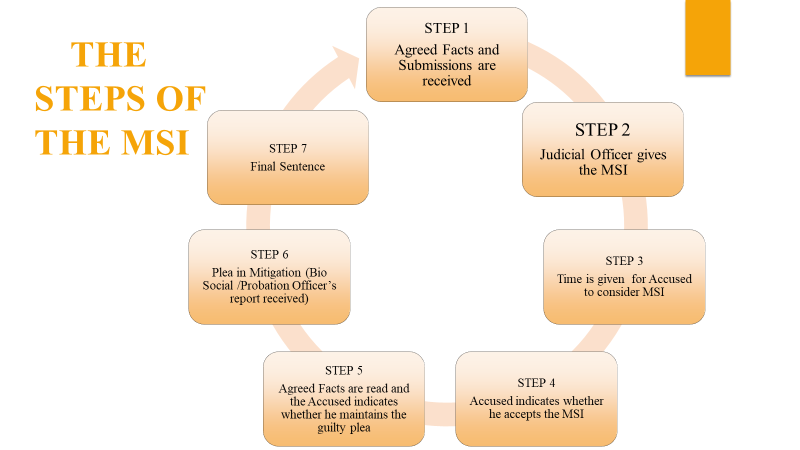 THE
STEPS OF
THE MSI
STEP 1
Agreed Facts and
Submissions are
received
STEP 2
Judicial Officer gives
the MSI
STEP 3
Time is given for Accused
to consider MSI
STEP 4
Accused indicates whether
he accepts the MSI
STEP 5
Agreed Facts are read and
the Accused indicates
whether he maintains the
guilty plea
STEP 6
Plea in Mitigation (Bio
Social /Probation Officer's
report received)
STEP 7
Final Sentence